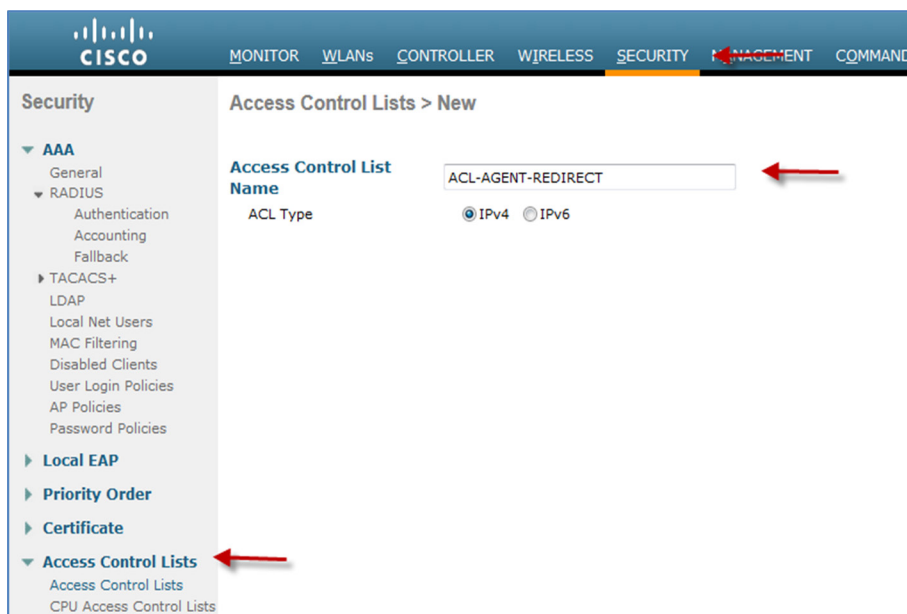 CISCO
MONITOR WLANs CONTROLLER WIRELESS SECURITY MANAGEMENT COMMAND
Security
Access Control Lists > New
AAA
General
RADIUS
Authentication
Accounting
Fallback
TACACS+
LDAP
Local Net Users
MAC Filtering
Disabled Clients
User Login Policies
AP Policies
Password Policies
Local EAP
Priority Order
Certificate
Access Control Lists
Access Control Lists
CPU Access Control Lists
Access Control List
Name
ACL-AGENT-REDIRECT
ACL Type IPv4 IPv6